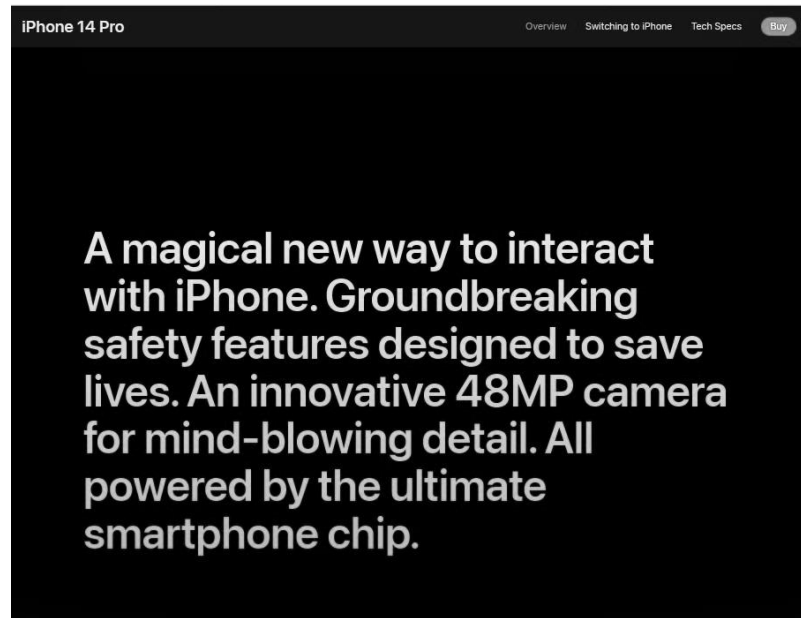 iPhone 14 Pro
Overview Switching to iPhone Tech Specs Buy
A magical new way to interact
with iPhone. Groundbreaking
safety features designed to save
lives. An innovative 48MP camera
for mind-blowing detail. All
powered by the ultimate
smartphone chip.